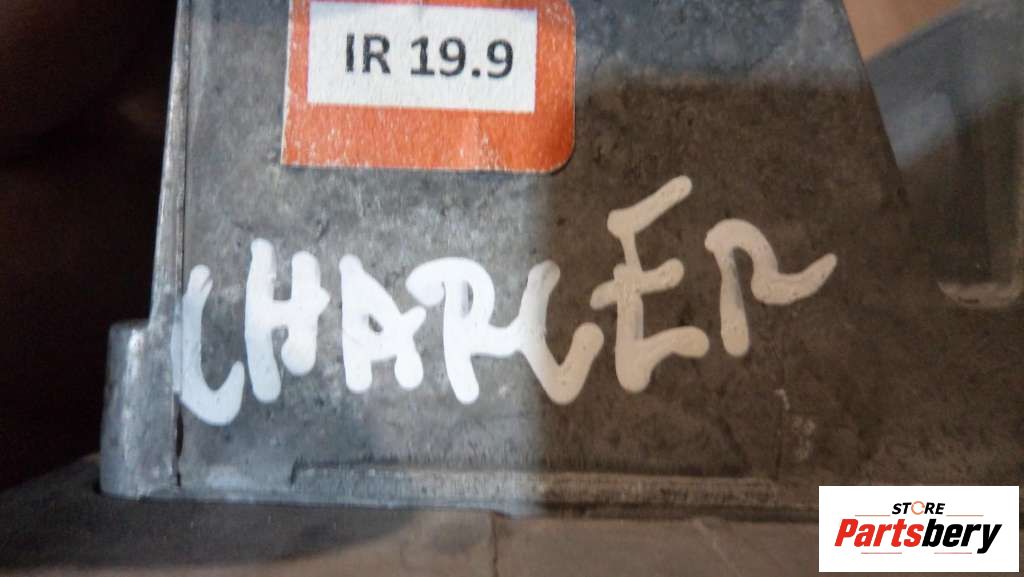 IR 19.9
CHARGER
STORE
Partsbery